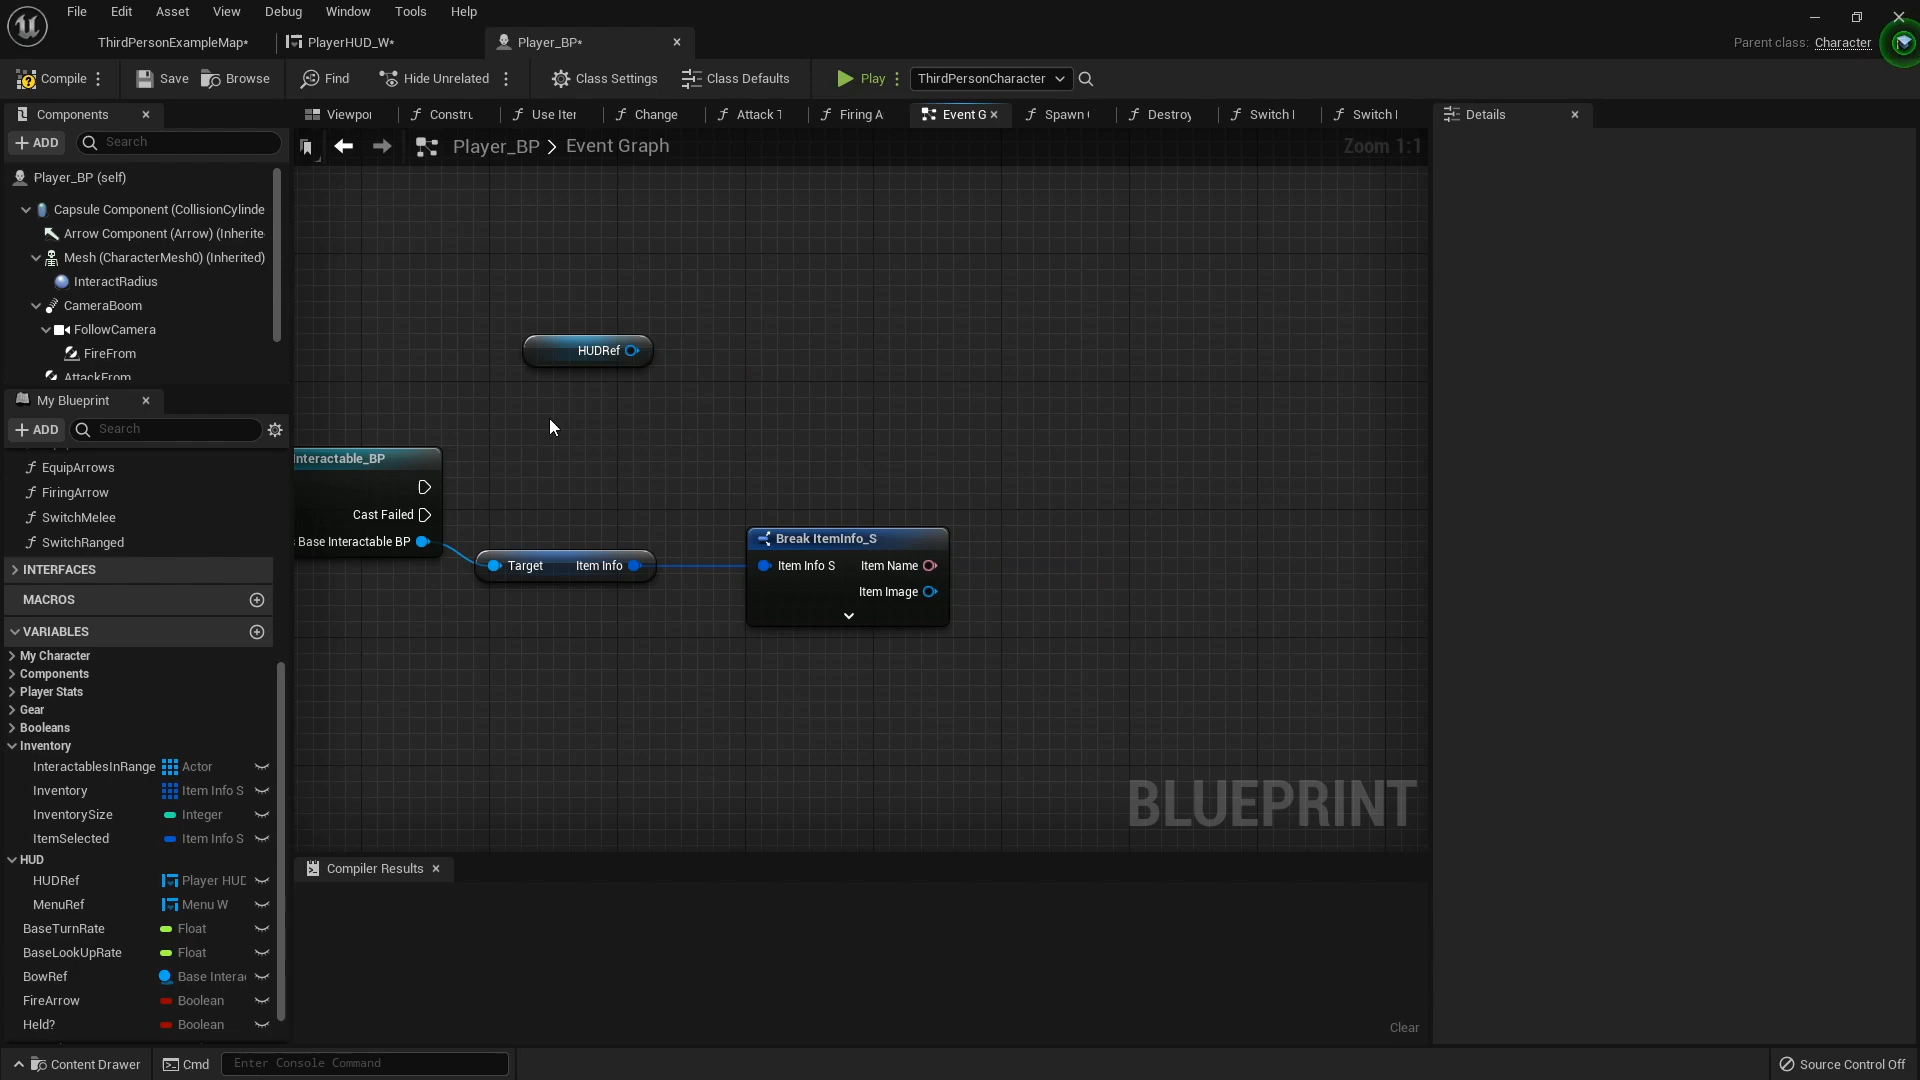 File Edit Asset View Debug Window Tools Help
ThirdPersonExampleMap*
PlayerHUD_W*
Player_BP*
Parent class: Character
Compile
Save
Browse
Find
Hide Unrelated
Class Settings
Class Defaults
Play
ThirdPersonCharacter
Components
Viewpor
Constru
Use Iter
Change
Attack T
Firing A
Event G
Spawn
Destroy
Switch
Switch
Details
ADD
Search
Player_BP > Event Graph
Zoom 1:1
Player_BP (self)
Capsule Component (CollisionCylinde
Arrow Component (Arrow) (Inherite
Mesh (CharacterMesh0) (Inherited)
InteractRadius
CameraBoom
FollowCamera
FireFrom
AttackFrom
HUDRef
Interactable_BP
Cast Failed
Base Interactable BP
Target
Item Info
Break ItemInfo_S
Item Info S
Item Name
Item Image
BLUEPRINT
My Blueprint
ADD
Search
EquipArrows
FiringArrow
SwitchMelee
SwitchRanged
INTERFACES
MACROS
VARIABLES
My Character
Components
Player Stats
Gear
Booleans
Inventory
InteractablesInRange Actor
Inventory Item Info S
InventorySize Integer
ItemSelected Item Info S
HUD
HUDRef Player HUD
MenuRef Menu W
BaseTurnRate Float
BaseLookUpRate Float
BowRef Base Intera
FireArrow Boolean
Held? Boolean
Compiler Results
Clear
Content Drawer
Cmd
Enter Console Command
Source Control Off